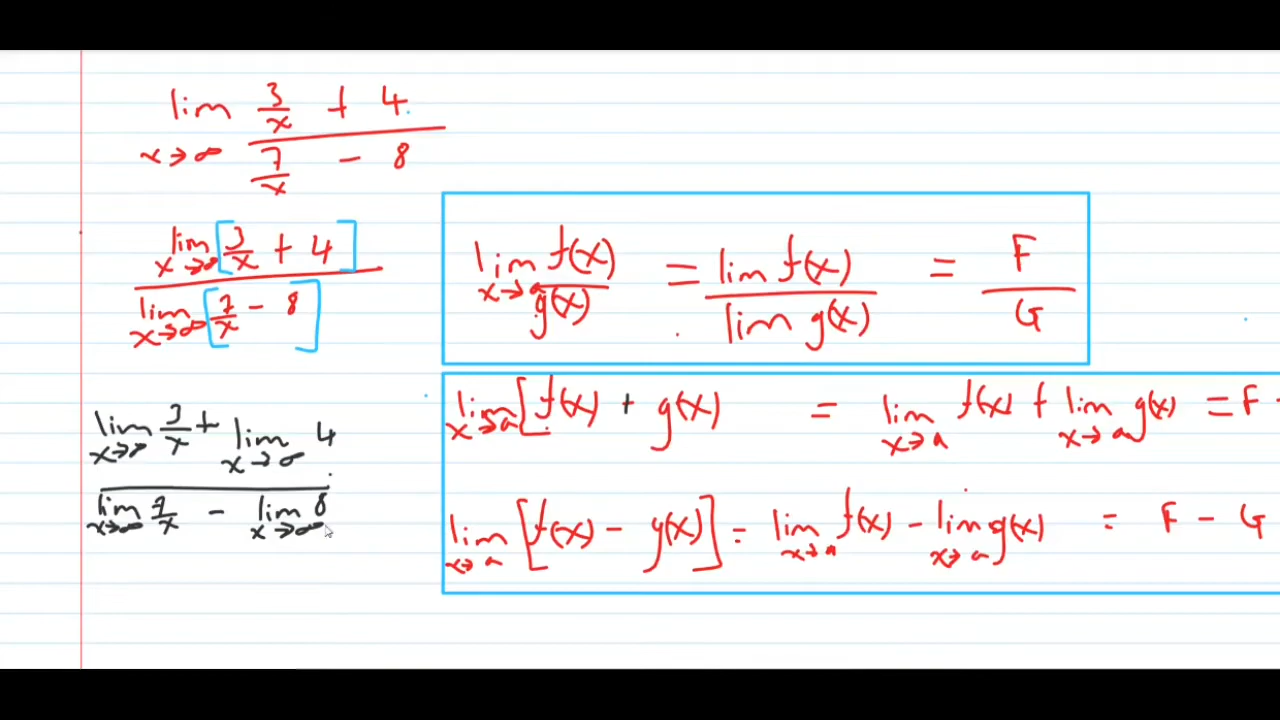 lim 3/x + 4
x→∞ 7/x - 8
lim [3/x + 4]
x→∞
lim [7/x - 8]
x→∞
lim 3/x + lim 4
x→∞ x→∞
lim 7/x - lim 8
x→∞ x→∞
lim f(x)/g(x) = lim f(x)/lim g(x) = F/G
x→a
lim [f(x) + g(x) = lim f(x) + lim g(x) = F
x→a x→a x→a
lim [f(x) - g(x)] = lim f(x) - lim g(x) = F - G
x→a x→a x→a